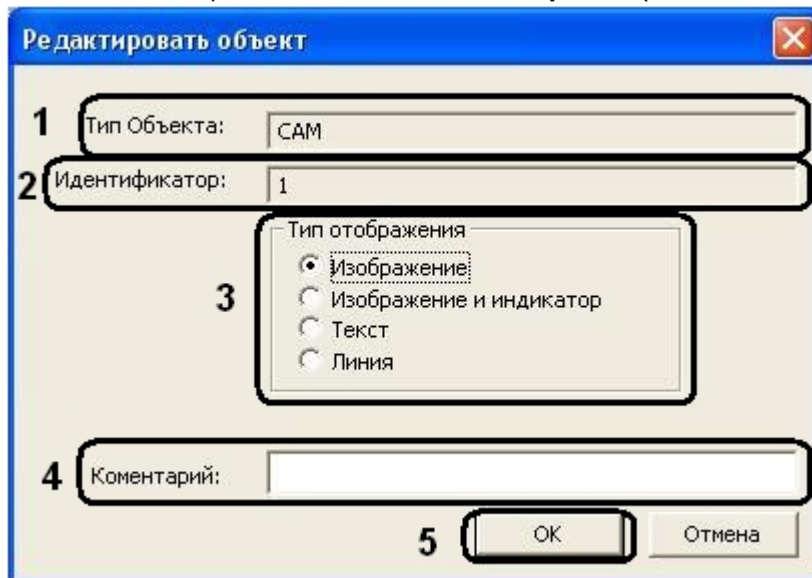 Редактировать объект
1 Тип Объекта: CAM
2 Идентификатор: 1
Тип отображения
Изображение
3 Изображение и индикатор
Текст
Линия
4 Коментарий:
5 OK Отмена